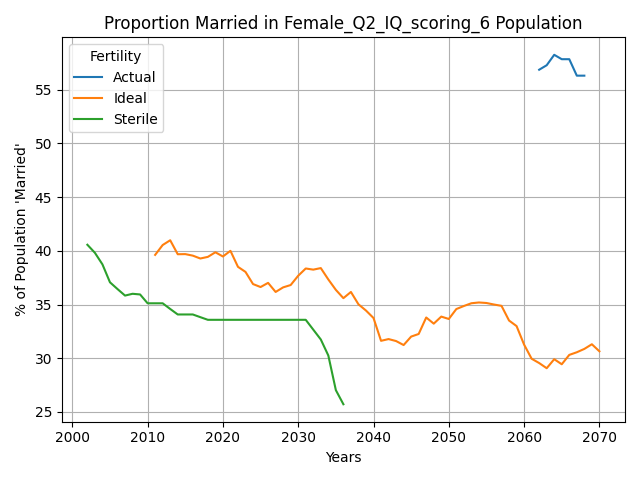 Proportion Married in Female_Q2_IQ_scoring_6 Population
Fertility
Actual
Ideal
Sterile
% of Population 'Married'
55
50
45
40
35
30
25
2000
2010
2020
2030
2040
2050
2060
2070
Years